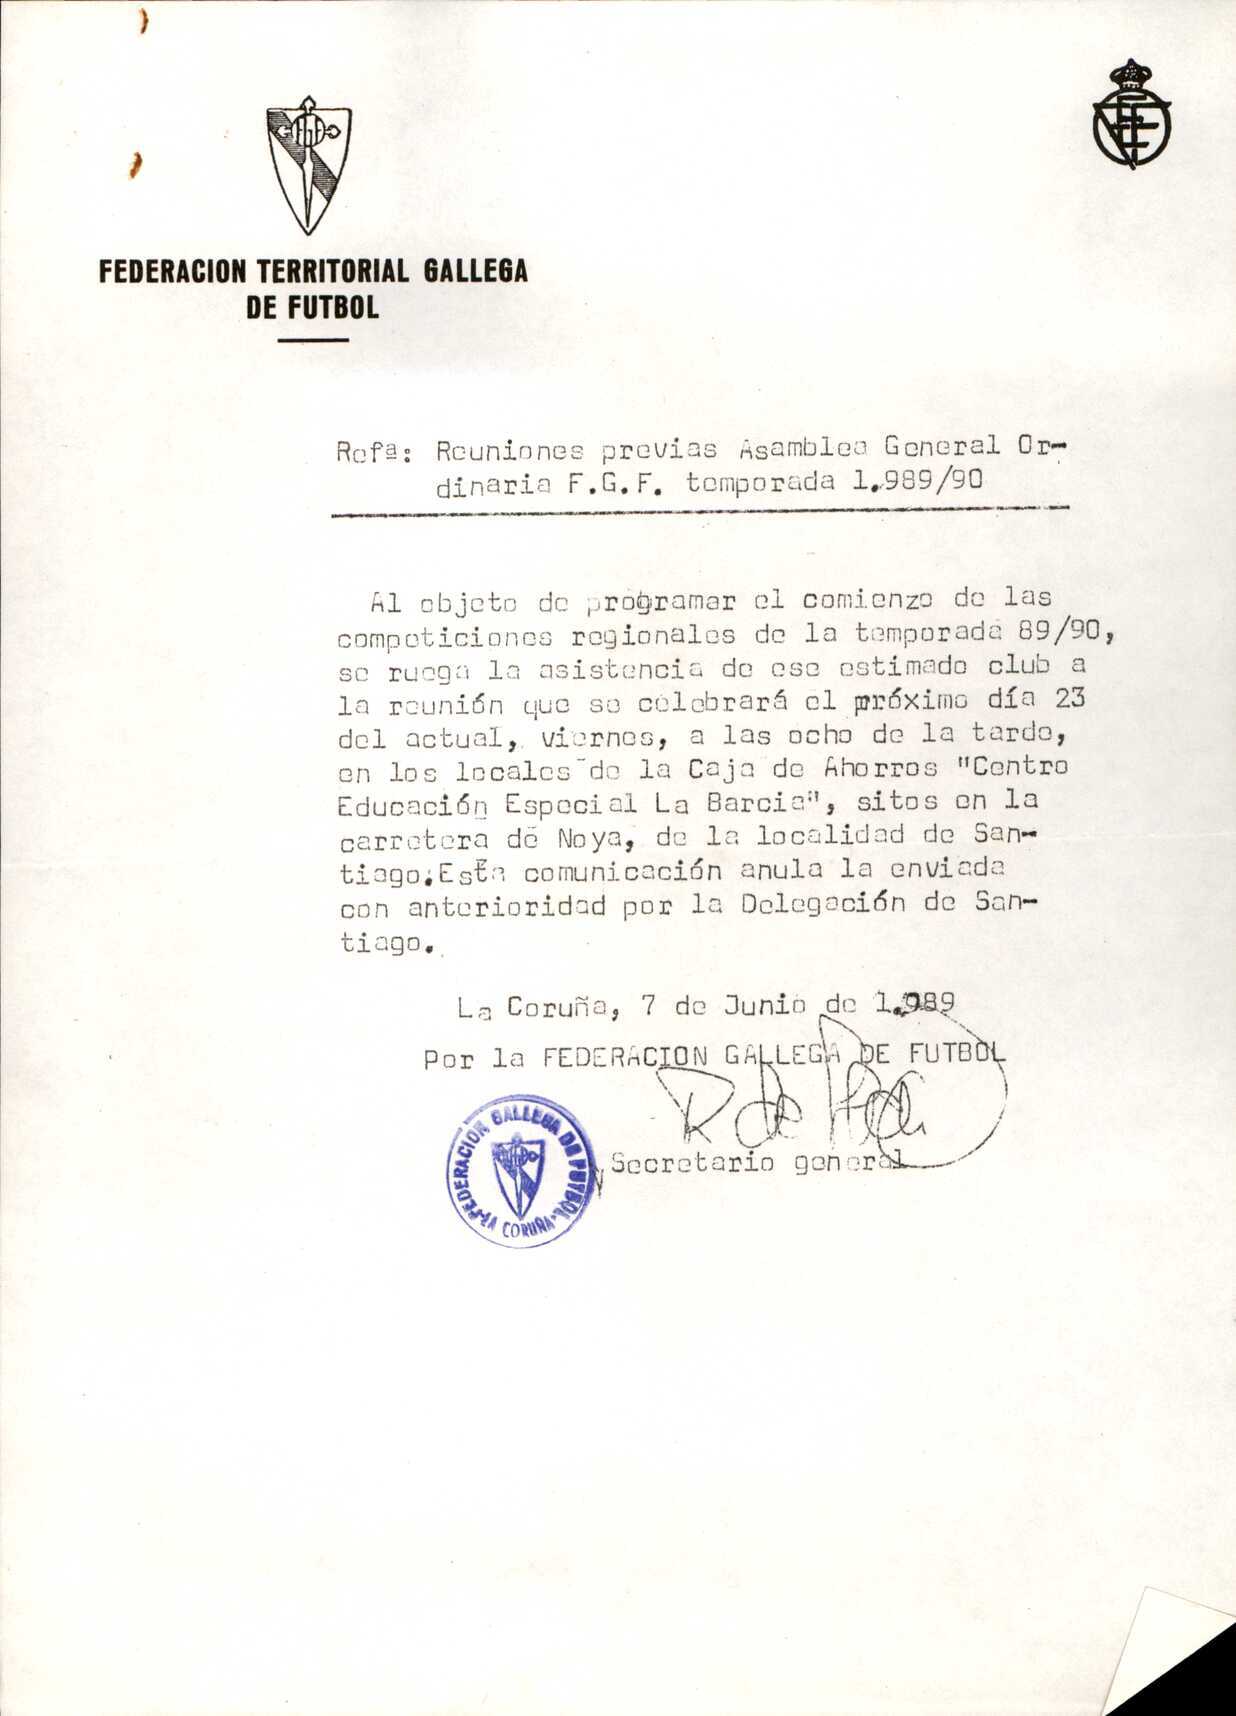 FEDERACION TERRITORIAL GALLEGA
DE FUTBOL
Refª: Reuniones previas Asamblea General Or-
dinaria F.G.F. temporada 1.989/90
Al objeto de programar el comienzo de las
competiciones regionales de la temporada 89/90,
se ruega la asistencia de ese estimado club a
la reunión que se celebrará el próximo día 23
del actual, viernes, a las ocho de la tarde,
en los locales de la Caja de Ahorros "Centro
Educación Especial La Barcia", sitos en la
carretera de Noya, de la localidad de San-
tiago.Esta comunicación anula la enviada
con anterioridad por la Delegación de San-
tiago.
La Coruña, 7 de Junio de 1.989
Por la FEDERACION GALLEGA DE FUTBOL
Secretario general
FEDERACION GALLEGA DE FUTBOL
LA CORUÑA